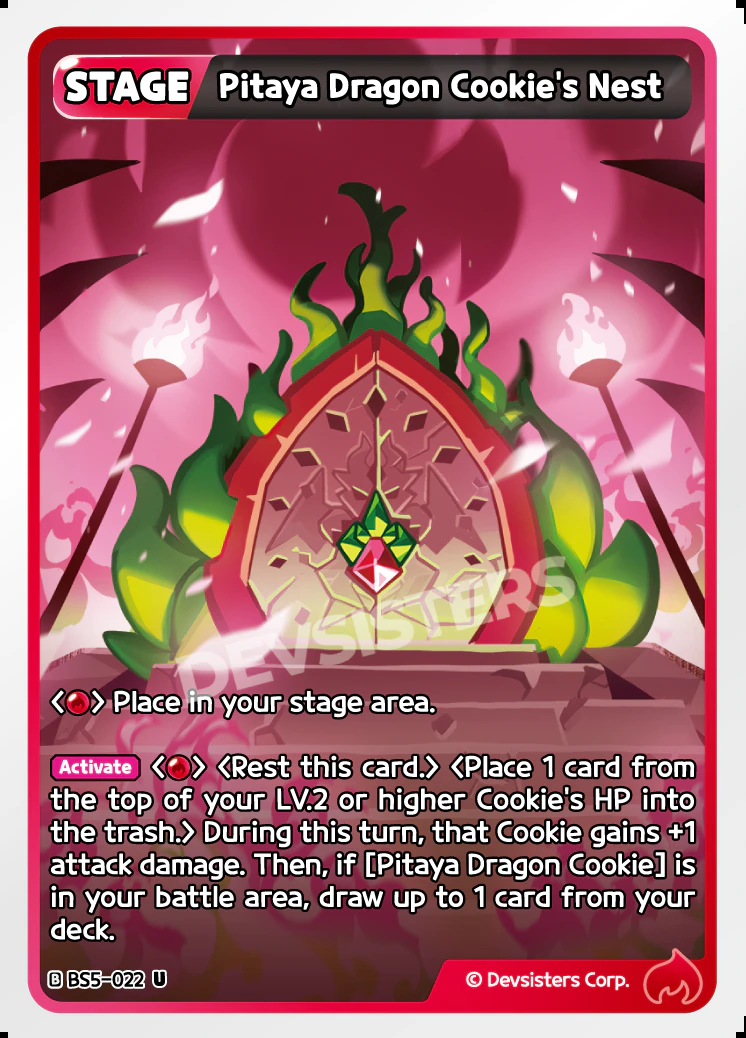 STAGE Pitaya Dragon Cookie's Nest
DEVSISTERS
<> Place in your stage area.
Activate <> <Rest this card.> <Place 1 card from
the top of your LV.2 or higher Cookie's HP into
the trash.> During this turn, that Cookie gains +1
attack damage. Then, if [Pitaya Dragon Cookie] is
in your battle area, draw up to 1 card from your
deck.
B BS5-022 U
© Devsisters Corp.